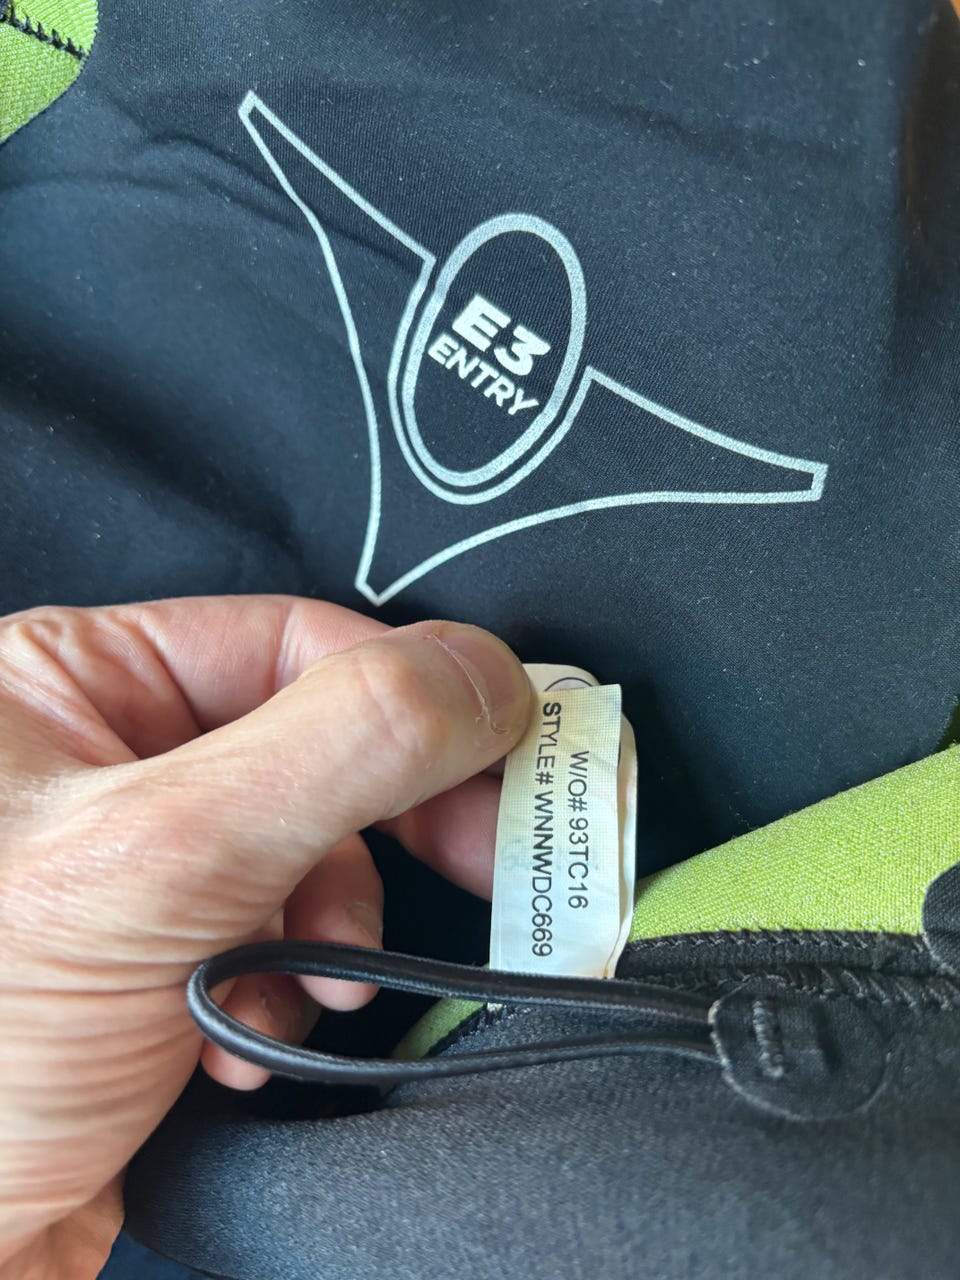 E3
ENTRY
W/O# 93TC16
STYLE# WNNWDC669